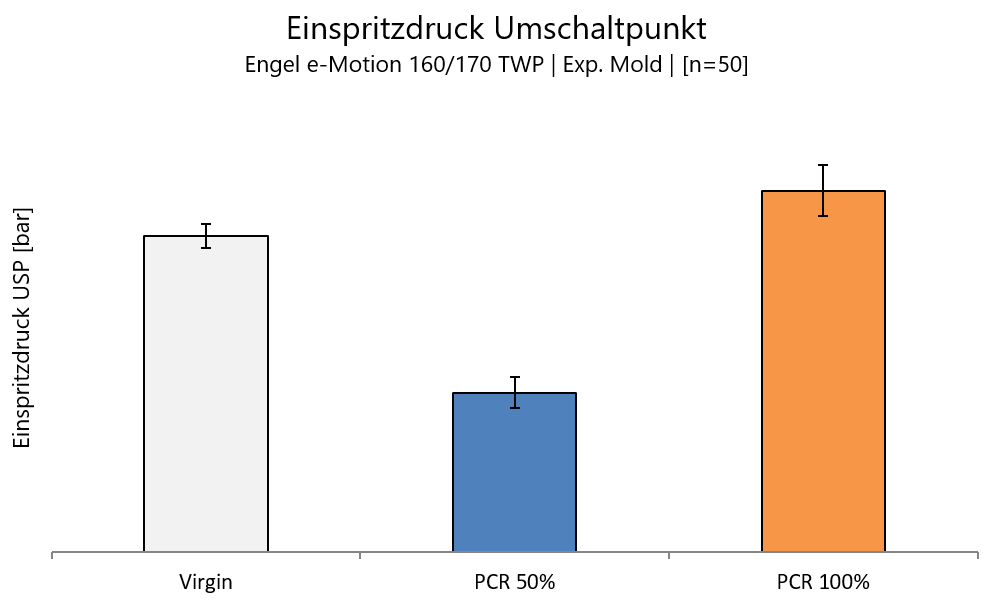 Einspritzdruck Umschaltpunkt
Engel e-Motion 160/170 TWP | Exp. Mold | [n=50]
Einspritzdruck USP [bar]
Virgin
PCR 50%
PCR 100%